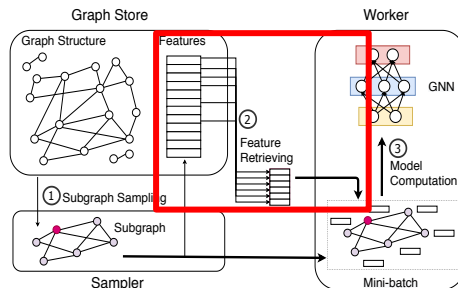 Graph Store
Worker
Graph Structure
Features
GNN
②
Feature
Retrieving
③
Model
Computation
① Subgraph Sampling
Subgraph
Sampler
Mini-batch